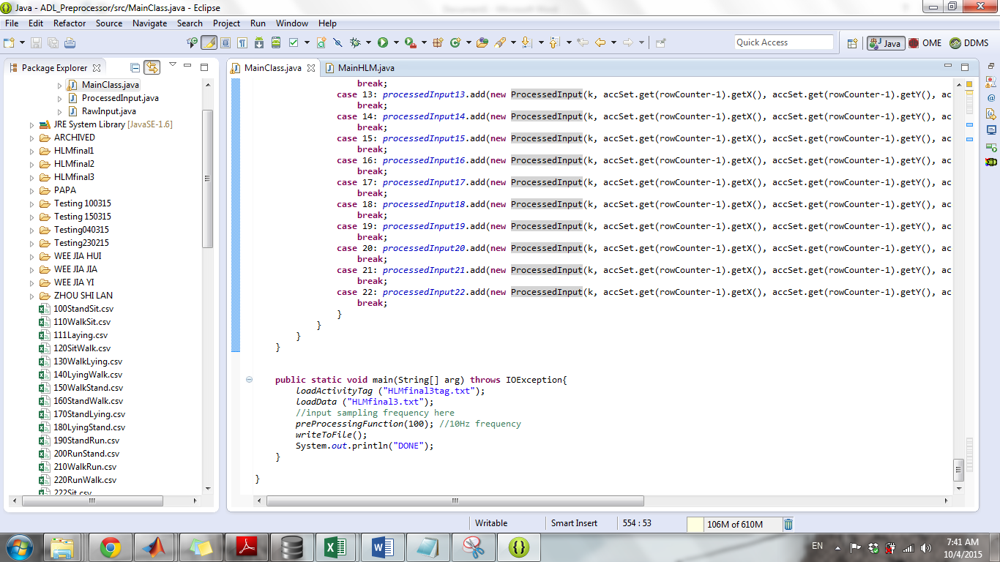 Java - ADL_Preprocessor/src/MainClass.java - Eclipse
File Edit Refactor Source Navigate Search Project Run Window Help
Quick Access
Java
OME
DDMS
Package Explorer
MainClass.java
ProcessedInput.java
RawInput.java
JRE System Library [JavaSE-1.6]
ARCHIVED
HLMfinal1
HLMfinal2
HLMfinal3
PAPA
Testing 100315
Testing 150315
Testing040315
Testing230215
WEE JIA HUI
WEE JIA JIA
WEE JIA YI
ZHOU SHI LAN
100StandSit.csv
110WalkSit.csv
111Laying.csv
120SitWalk.csv
130WalkLying.csv
140LyingWalk.csv
150WalkStand.csv
160StandWalk.csv
170StandLying.csv
180LyingStand.csv
190StandRun.csv
200RunStand.csv
210WalkRun.csv
220RunWalk.csv
222Sit.csv
MainClass.java
MainHLM.java
break;
case 13: processedInput13.add(new ProcessedInput(k, accSet.get(rowCounter-1).getX(), accSet.get(rowCounter-1).getY(), ac
break;
case 14: processedInput14.add(new ProcessedInput(k, accSet.get(rowCounter-1).getX(), accSet.get(rowCounter-1).getY(), ac
break;
case 15: processedInput15.add(new ProcessedInput(k, accSet.get(rowCounter-1).getX(), accSet.get(rowCounter-1).getY(), ac
break;
case 16: processedInput16.add(new ProcessedInput(k, accSet.get(rowCounter-1).getX(), accSet.get(rowCounter-1).getY(), ac
break;
case 17: processedInput17.add(new ProcessedInput(k, accSet.get(rowCounter-1).getX(), accSet.get(rowCounter-1).getY(), ac
break;
case 18: processedInput18.add(new ProcessedInput(k, accSet.get(rowCounter-1).getX(), accSet.get(rowCounter-1).getY(), ac
break;
case 19: processedInput19.add(new ProcessedInput(k, accSet.get(rowCounter-1).getX(), accSet.get(rowCounter-1).getY(), ac
break;
case 20: processedInput20.add(new ProcessedInput(k, accSet.get(rowCounter-1).getX(), accSet.get(rowCounter-1).getY(), ac
break;
case 21: processedInput21.add(new ProcessedInput(k, accSet.get(rowCounter-1).getX(), accSet.get(rowCounter-1).getY(), ac
break;
case 22: processedInput22.add(new ProcessedInput(k, accSet.get(rowCounter-1).getX(), accSet.get(rowCounter-1).getY(), ac
break;
}
}
}
}
public static void main(String[] arg) throws IOException{
loadActivityTag ("HLMfinal3tag.txt");
loadData ("HLMfinal3.txt");
//input sampling frequency here
preProcessingFunction(100); //10Hz frequency
writeToFile();
System.out.println("DONE");
}
}
Writable
Smart Insert
554 : 53
106M of 610M
EN
7:41 AM
10/4/2015